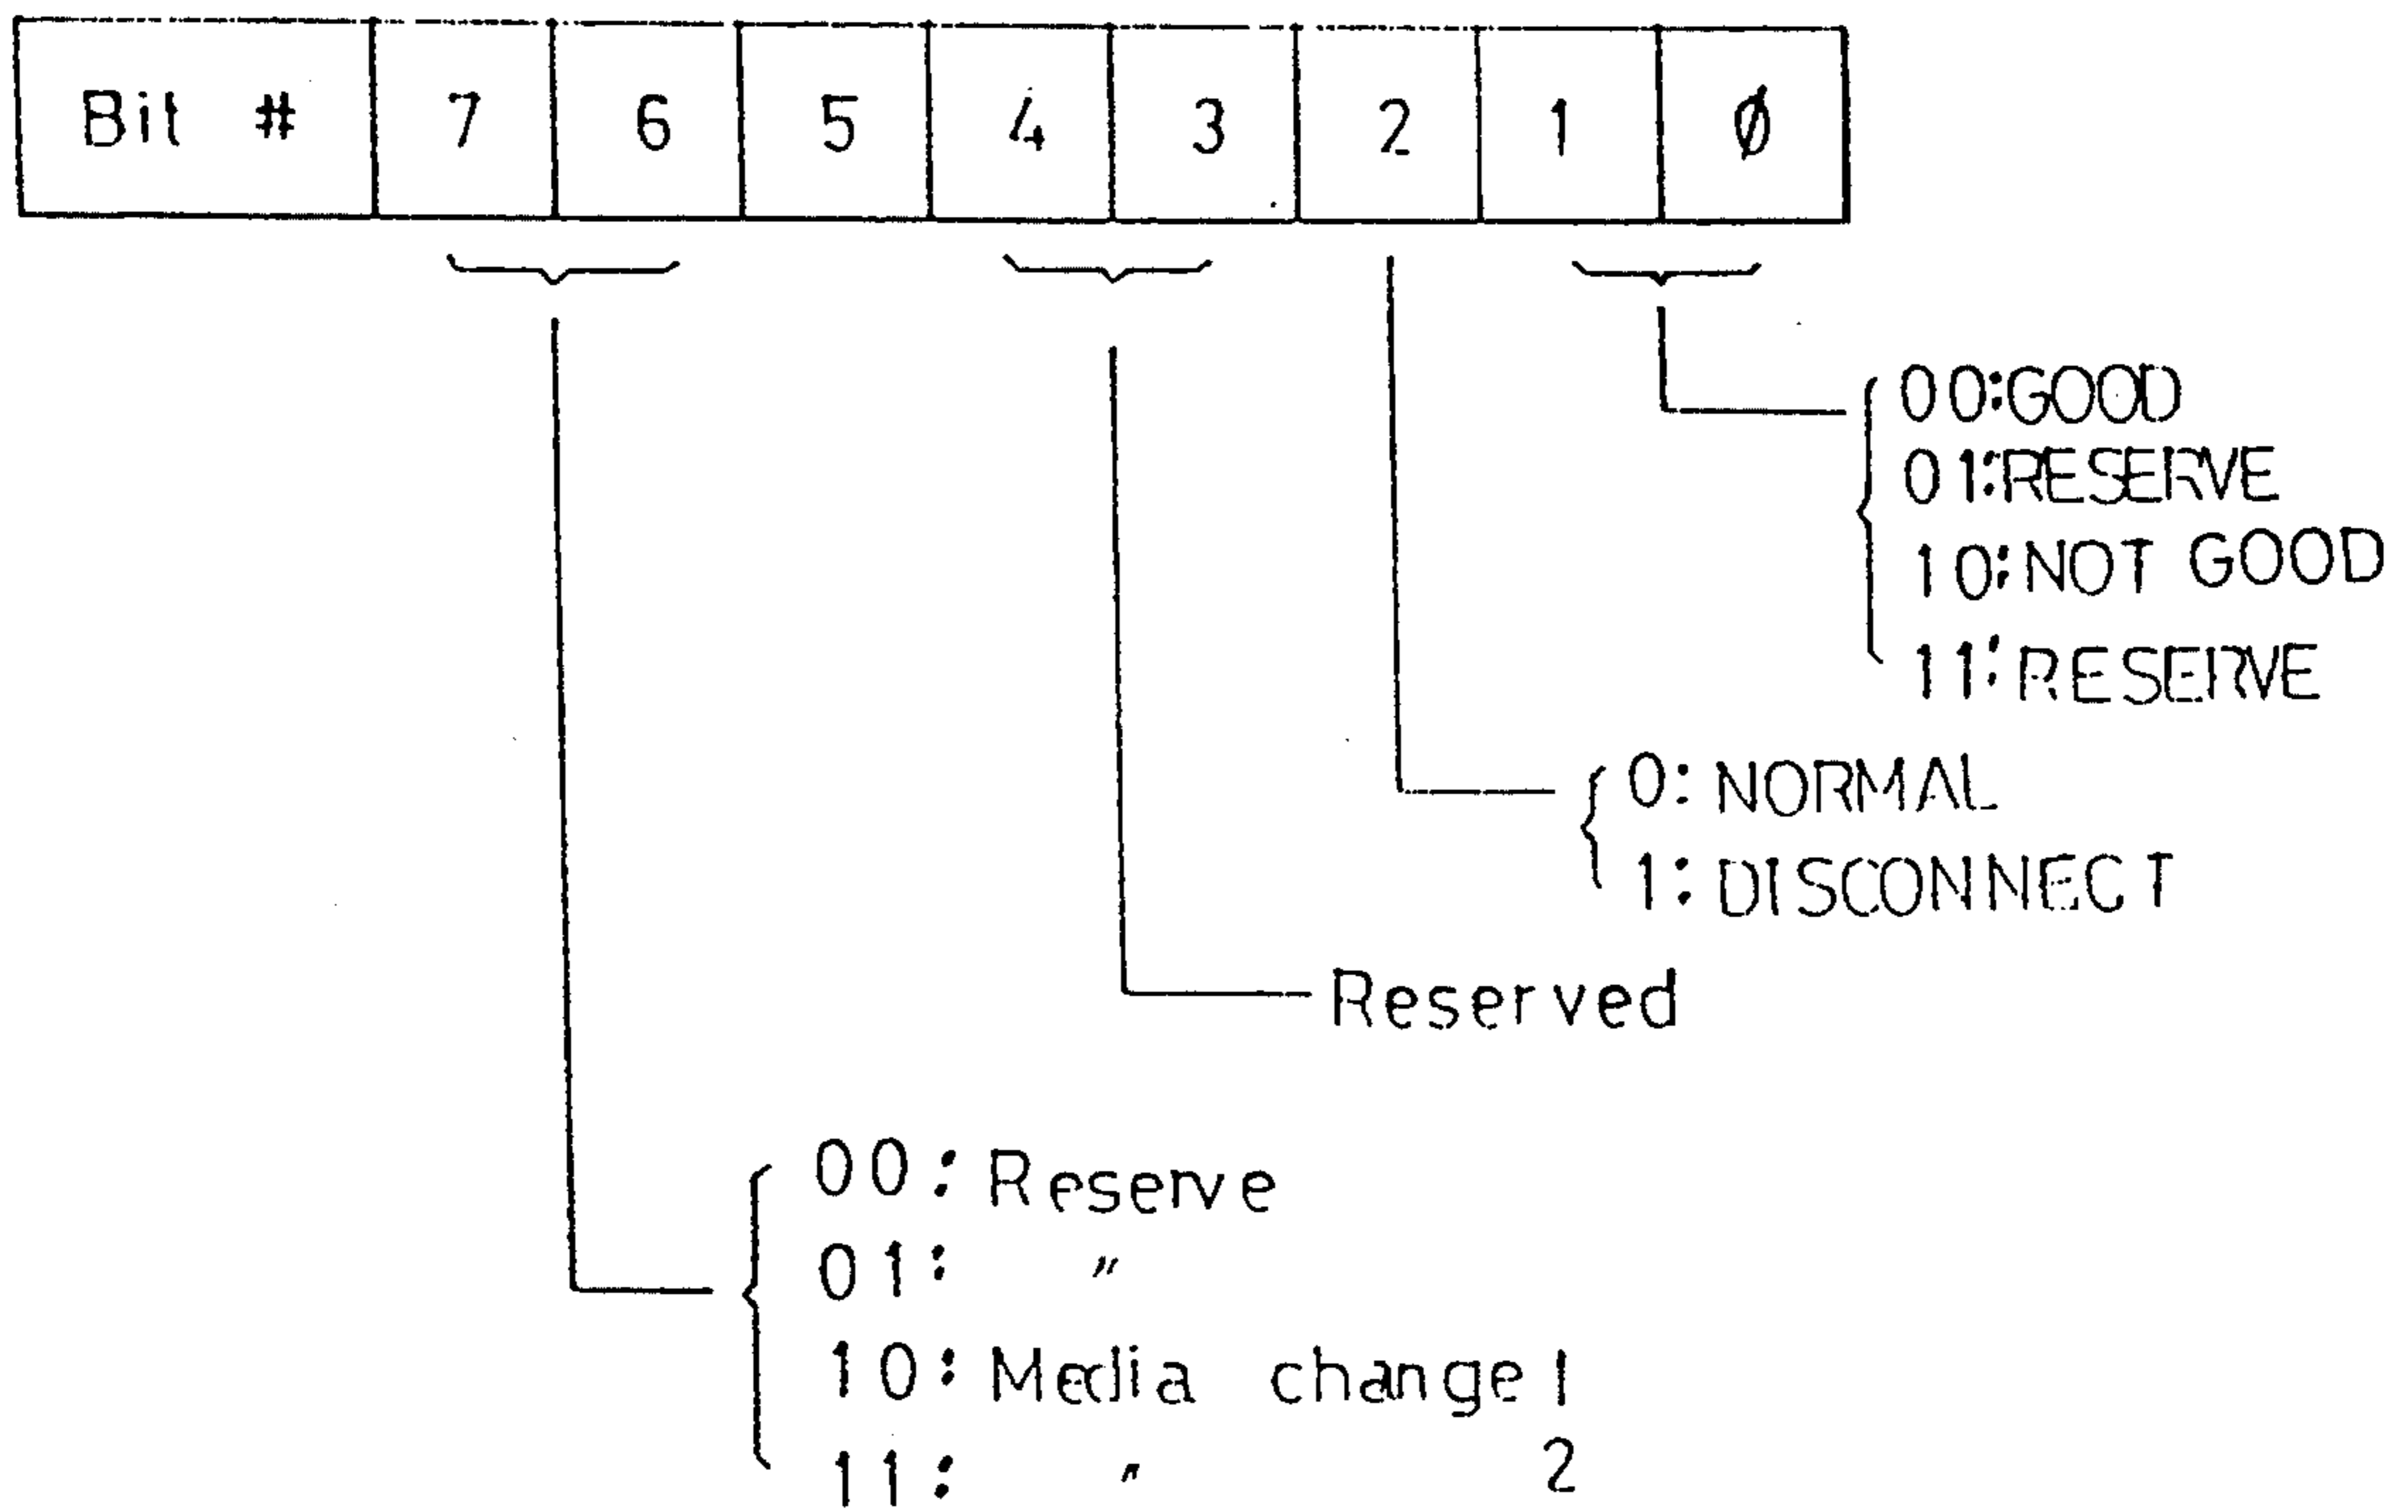 Bit # 7 6 5 4 3 2 1 Ø
00:GOOD
01:RESERVE
10:NOT GOOD
11:RESERVE
0: NORMAL
1: DISCONNECT
Reserved
00: Reserve
01: "
10: Media change 1
11: " 2